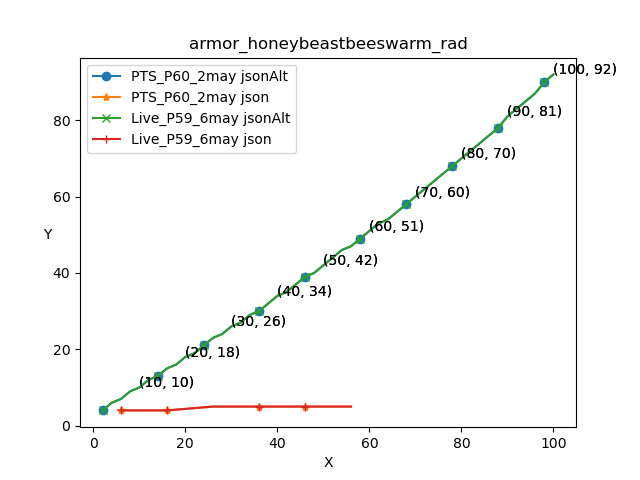 armor_honeybeastbeeswarm_rad
PTS_P60_2may jsonAlt
PTS_P60_2may json
Live_P59_6may jsonAlt
Live_P59_6may json
(100, 92)
(90, 81)
(80, 70)
(70, 60)
(60, 51)
(50, 42)
(40, 34)
(30, 26)
(20, 18)
(10, 10)
80
60
Y
40
20
0
0 20 40 60 80 100
X